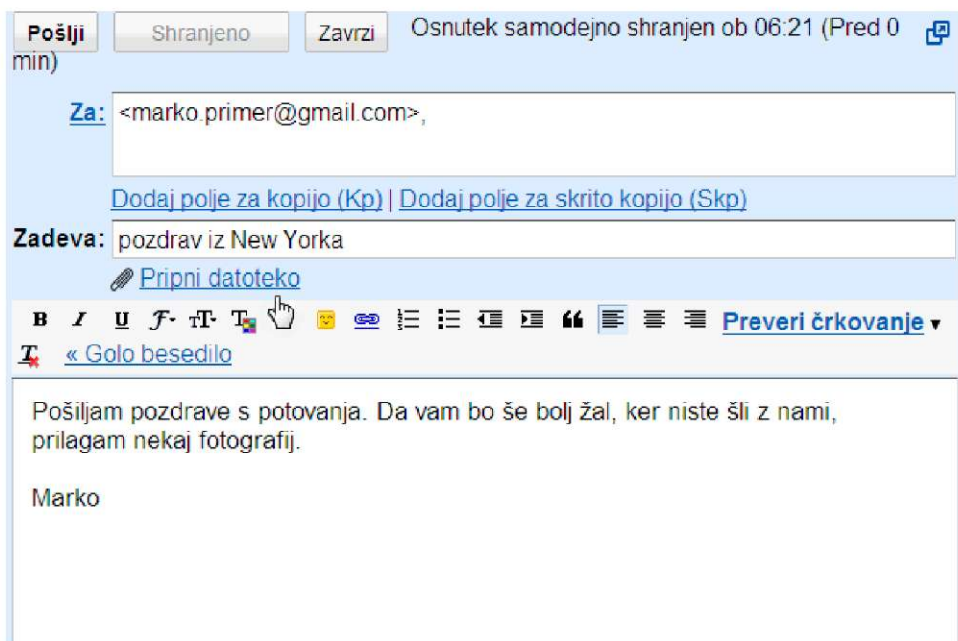 Pošlji Shranjeno Zavrzi Osnutek samodejno shranjen ob 06:21 (Pred 0
min)
Za: <marko.primer@gmail.com>,
Dodaj polje za kopijo (Kp) | Dodaj polje za skrito kopijo (Skp)
Zadeva: pozdrav iz New Yorka
Pripni datoteko
B I U F T T Preveri črkovanje
T « Golo besedilo
Pošiljam pozdrave s potovanja. Da vam bo še bolj žal, ker niste šli z nami,
prilagam nekaj fotografij.
Marko